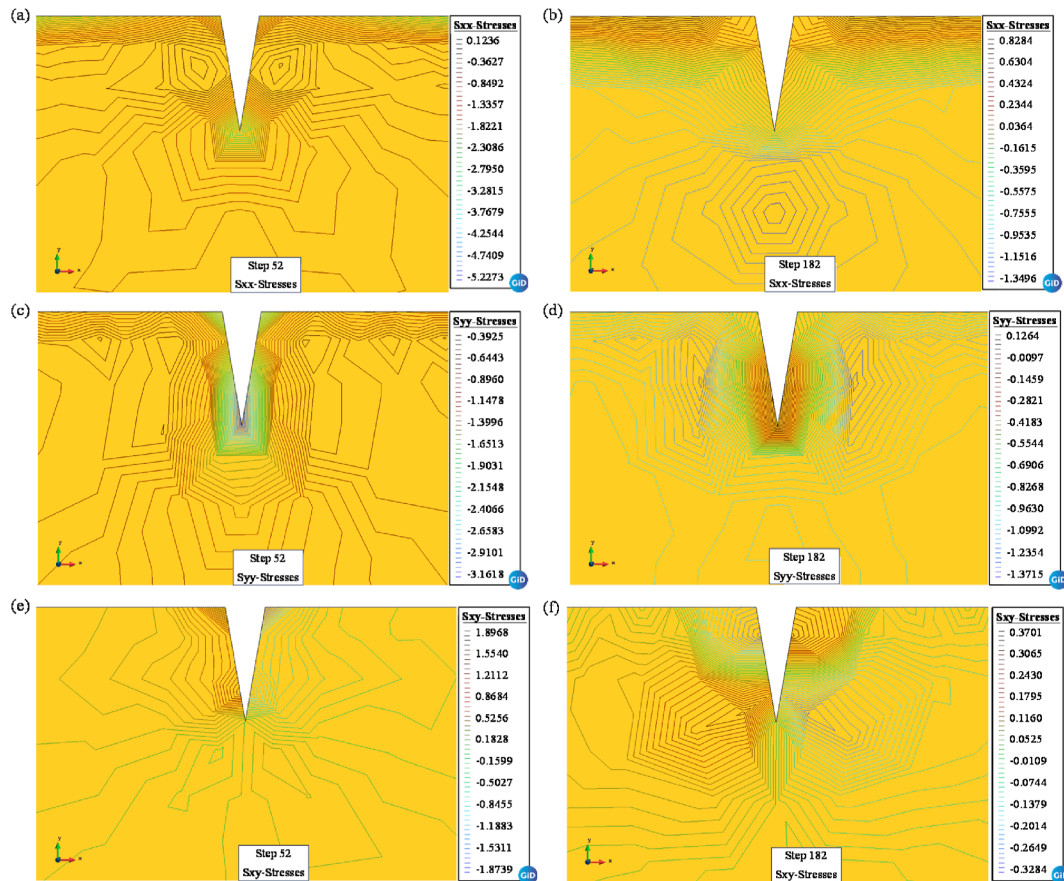 (a)
Sxx-Stresses
0.1236
-0.3627
-0.8492
-1.3357
-1.8221
-2.3086
-2.7950
-3.2815
-3.7679
-4.2544
-4.7409
-5.2273
y
x
Step 52
Sxx-Stresses
GiD
(b)
Sxx-Stresses
0.8284
0.6304
0.4324
0.2344
0.0364
-0.1615
-0.3595
-0.5575
-0.7555
-0.9535
-1.1516
-1.3496
y
x
Step 182
Sxx-Stresses
GiD
(c)
Syy-Stresses
-0.3925
-0.6443
-0.8960
-1.1478
-1.3996
-1.6513
-1.9031
-2.1548
-2.4066
-2.6583
-2.9101
-3.1618
y
x
Step 52
Syy-Stresses
GiD
(d)
Syy-Stresses
0.1264
-0.0097
-0.1459
-0.2821
-0.4183
-0.5544
-0.6906
-0.8268
-0.9630
-1.0992
-1.2354
-1.3715
y
x
Step 182
Syy-Stresses
GiD
(e)
Sxy-Stresses
1.8968
1.5540
1.2112
0.8684
0.5256
0.1828
-0.1599
-0.5027
-0.8455
-1.1883
-1.5311
-1.8739
y
x
Step 52
Sxy-Stresses
GiD
(f)
Sxy-Stresses
0.3701
0.3065
0.2430
0.1795
0.1160
0.0525
-0.0109
-0.0744
-0.1379
-0.2014
-0.2649
-0.3284
y
x
Step 182
Sxy-Stresses
GiD